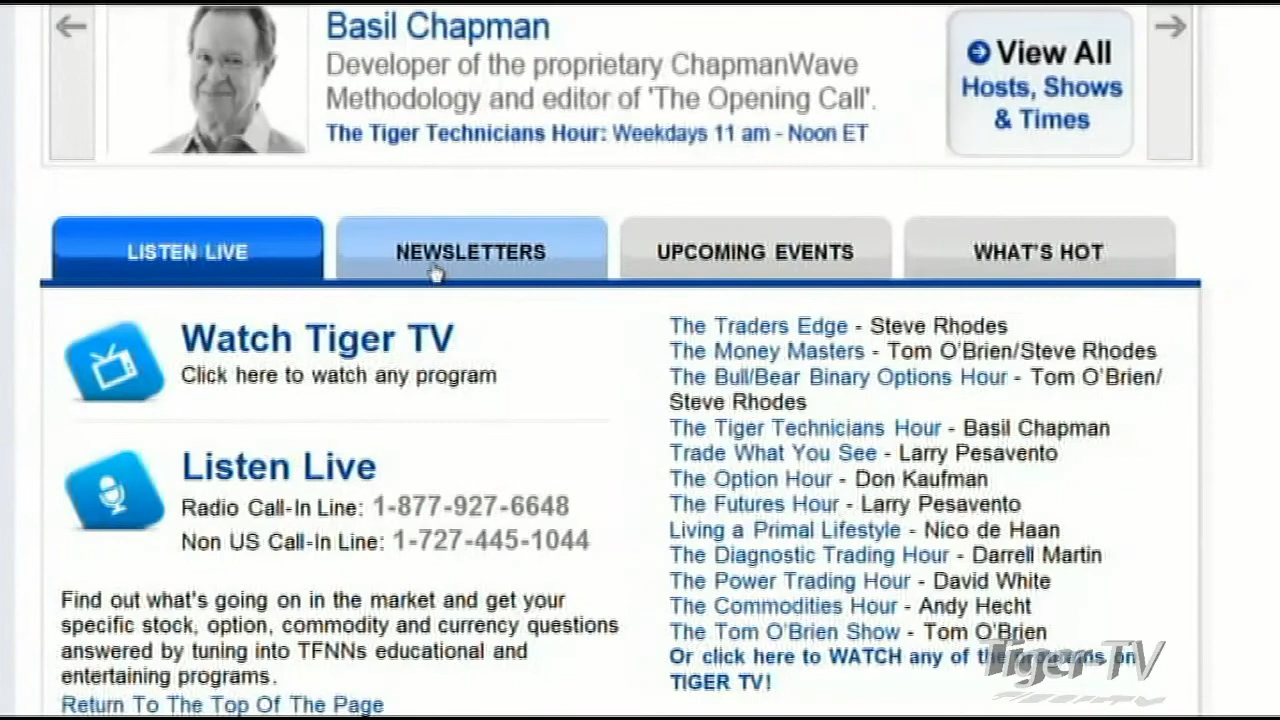 Basil Chapman
Developer of the proprietary ChapmanWave
Methodology and editor of 'The Opening Call'.
The Tiger Technicians Hour: Weekdays 11 am - Noon ET
View All
Hosts, Shows
& Times
LISTEN LIVE
NEWSLETTERS
UPCOMING EVENTS
WHAT'S HOT
Watch Tiger TV
Click here to watch any program
Listen Live
Radio Call-In Line: 1-877-927-6648
Non US Call-In Line: 1-727-445-1044
Find out what's going on in the market and get your
specific stock, option, commodity and currency questions
answered by tuning into TFNNs educational and
entertaining programs.
Return To The Top Of The Page
The Traders Edge - Steve Rhodes
The Money Masters - Tom O'Brien/Steve Rhodes
The Bull/Bear Binary Options Hour - Tom O'Brien/
Steve Rhodes
The Tiger Technicians Hour - Basil Chapman
Trade What You See - Larry Pesavento
The Option Hour - Don Kaufman
The Futures Hour - Larry Pesavento
Living a Primal Lifestyle - Nico de Haan
The Diagnostic Trading Hour - Darrell Martin
The Power Trading Hour - David White
The Commodities Hour - Andy Hecht
The Tom O'Brien Show - Tom O'Brien
Or click here to WATCH any of the programs on
TIGER TV!
Tiger-TV